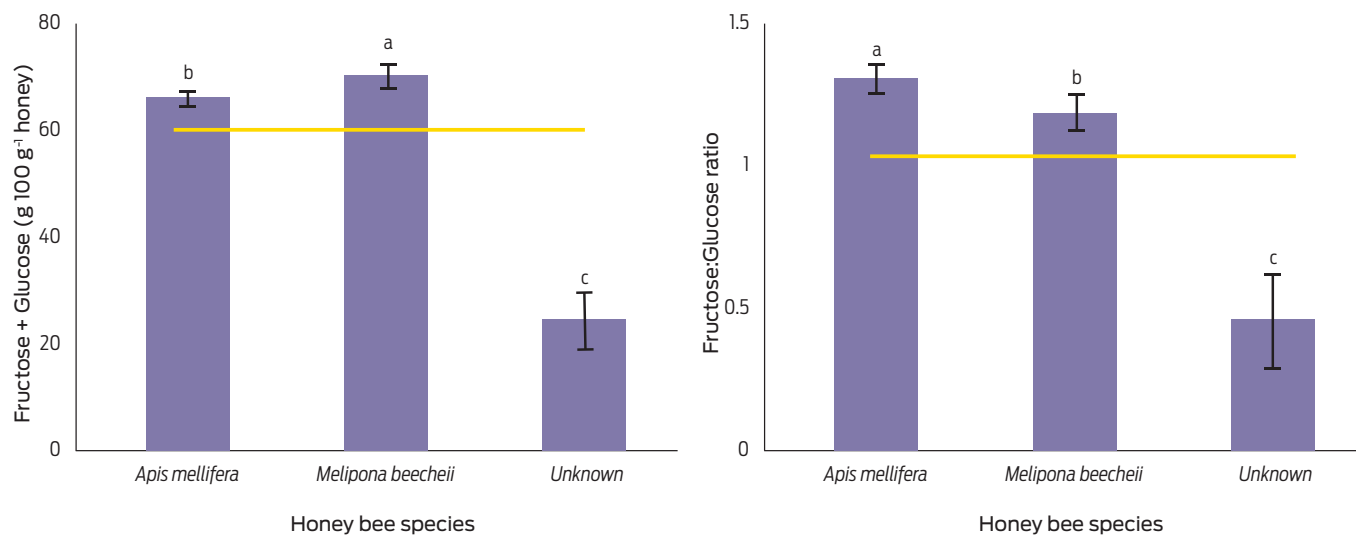 80
60
40
20
0
Fructose + Glucose (g 100 g⁻¹ honey)
b
a
c
Apis mellifera
Melipona beecheii
Unknown
Honey bee species
1.5
1
0.5
0
Fructose:Glucose ratio
a
b
c
Apis mellifera
Melipona beecheii
Unknown
Honey bee species